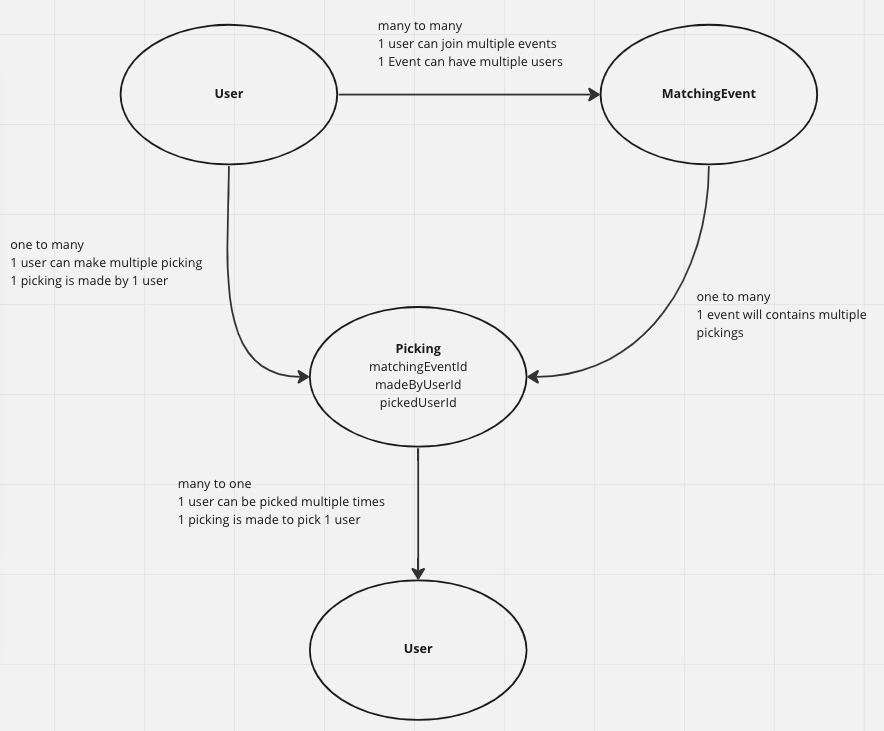 many to many
1 user can join multiple events
1 Event can have multiple users
User
MatchingEvent
one to many
1 user can make multiple picking
1 picking is made by 1 user
one to many
1 event will contains multiple
pickings
Picking
matchingEventId
madeByUserId
pickedUserId
many to one
1 user can be picked multiple times
1 picking is made to pick 1 user
User